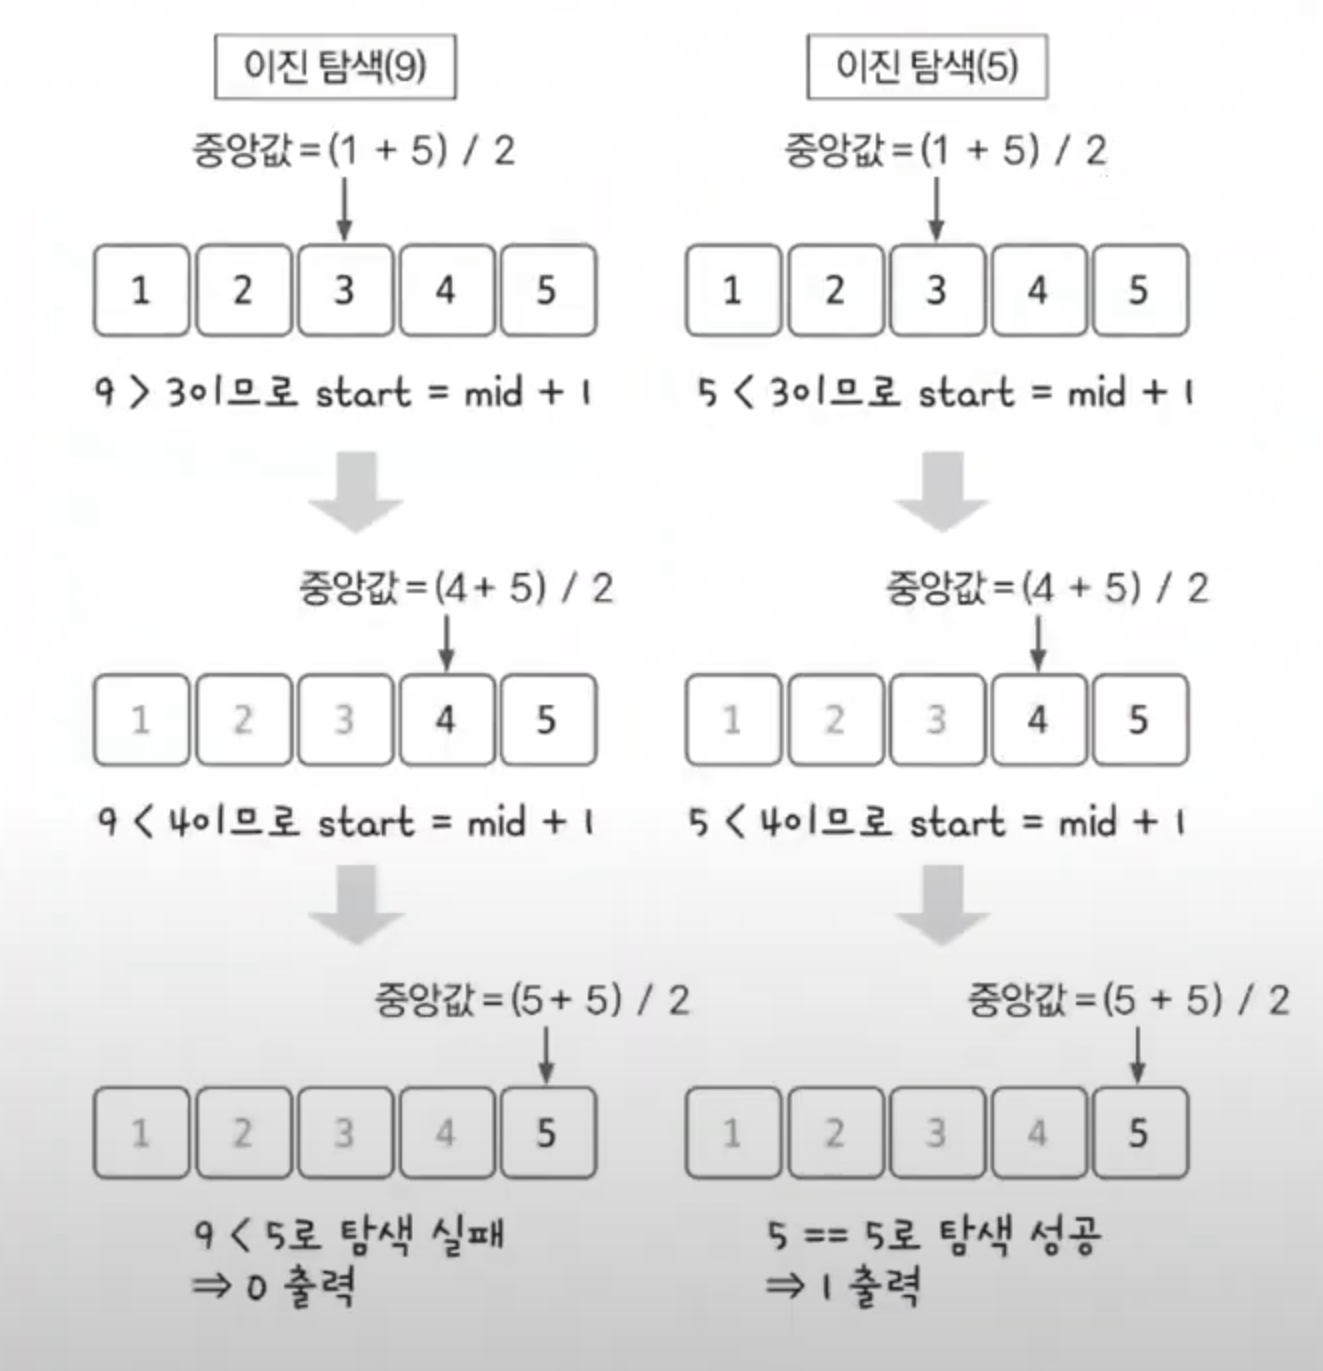 이진 탐색(9)
중앙값=(1 + 5) / 2
1 2 3 4 5
9 > 3이므로 start = mid + 1
중앙값=(4+ 5) / 2
1 2 3 4 5
9 < 4이므로 start = mid + 1
중앙값=(5+ 5) / 2
1 2 3 4 5
9 < 5로 탐색 실패
⇒ 0 출력
이진 탐색(5)
중앙값=(1 + 5) / 2
1 2 3 4 5
5 < 3이므로 start = mid + 1
중앙값=(4 + 5) / 2
1 2 3 4 5
5 < 4이므로 start = mid + 1
중앙값=(5 + 5) / 2
1 2 3 4 5
5 == 5로 탐색 성공
⇒ 1 출력